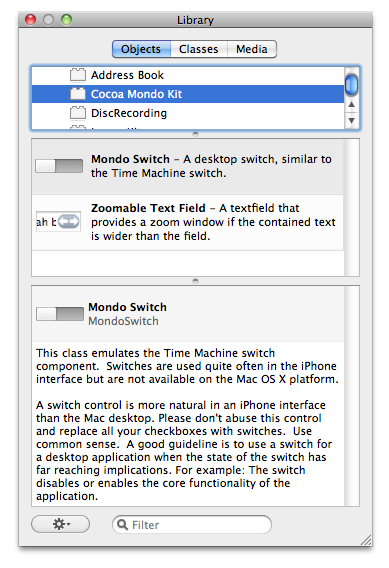 Library
Objects Classes Media
Address Book
Cocoa Mondo Kit
DiscRecording
Mondo Switch – A desktop switch, similar to
the Time Machine switch.
ah b
Zoomable Text Field – A textfield that
provides a zoom window if the contained text
is wider than the field.
Mondo Switch
MondoSwitch
This class emulates the Time Machine switch
component.  Switches are used quite often in the iPhone
interface but are not available on the Mac OS X platform.
A switch control is more natural in an iPhone interface
than the Mac desktop. Please don't abuse this control
and replace all your checkboxes with switches.  Use
common sense.  A good guideline is to use a switch for
a desktop application when the state of the switch has
far reaching implications. For example: The switch
disables or enables the core functionality of the
application.
Filter